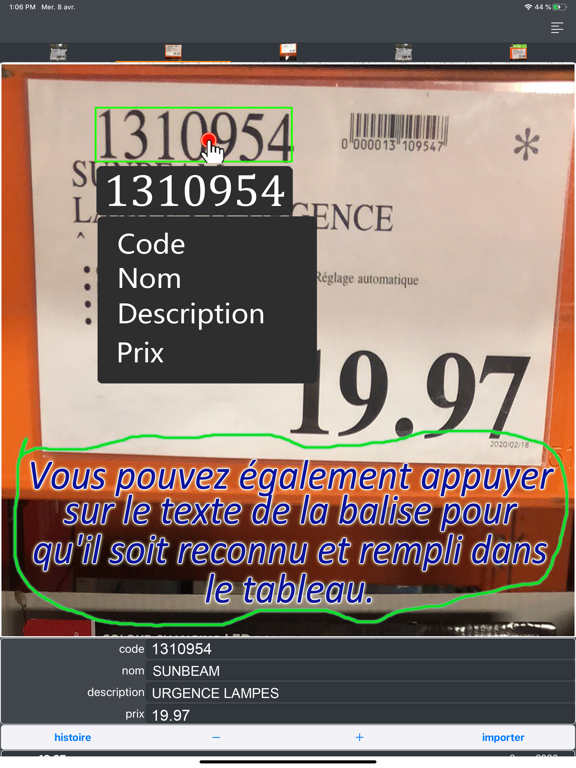 1:06 PM Mer. 8 avr.
44 %
1310954
0 000013 109547
*
1310954
GENCE
Code
Nom
Description
Prix
Réglage automatique
19.97
2020/02/18
Vous pouvez également appuyer
sur le texte de la balise pour
qu'il soit reconnu et rempli dans
le tableau.
code 1310954
nom SUNBEAM
description URGENCE LAMPES
prix 19.97
histoire − + importer